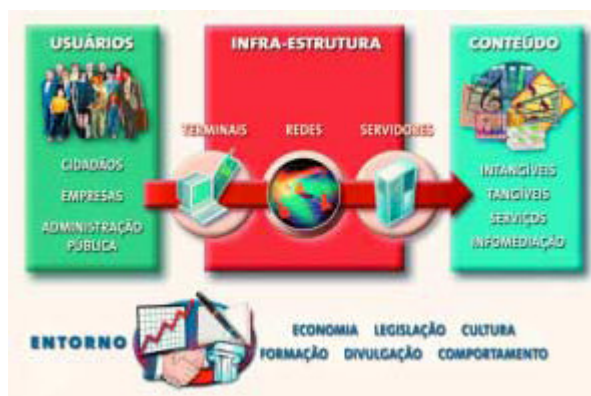 USUÁRIOS
CIDADÃOS
EMPRESAS
ADMINISTRAÇÃO
PÚBLICA
INFRA-ESTRUTURA
TERMINAIS REDES SERVIDORES
CONTEÚDO
INTANGÍVEIS
TANGÍVEIS
SERVIÇOS
INFOMEDIAÇÃO
ENTORNO
ECONOMIA LEGISLAÇÃO CULTURA
FORMAÇÃO DIVULGAÇÃO COMPORTAMENTO